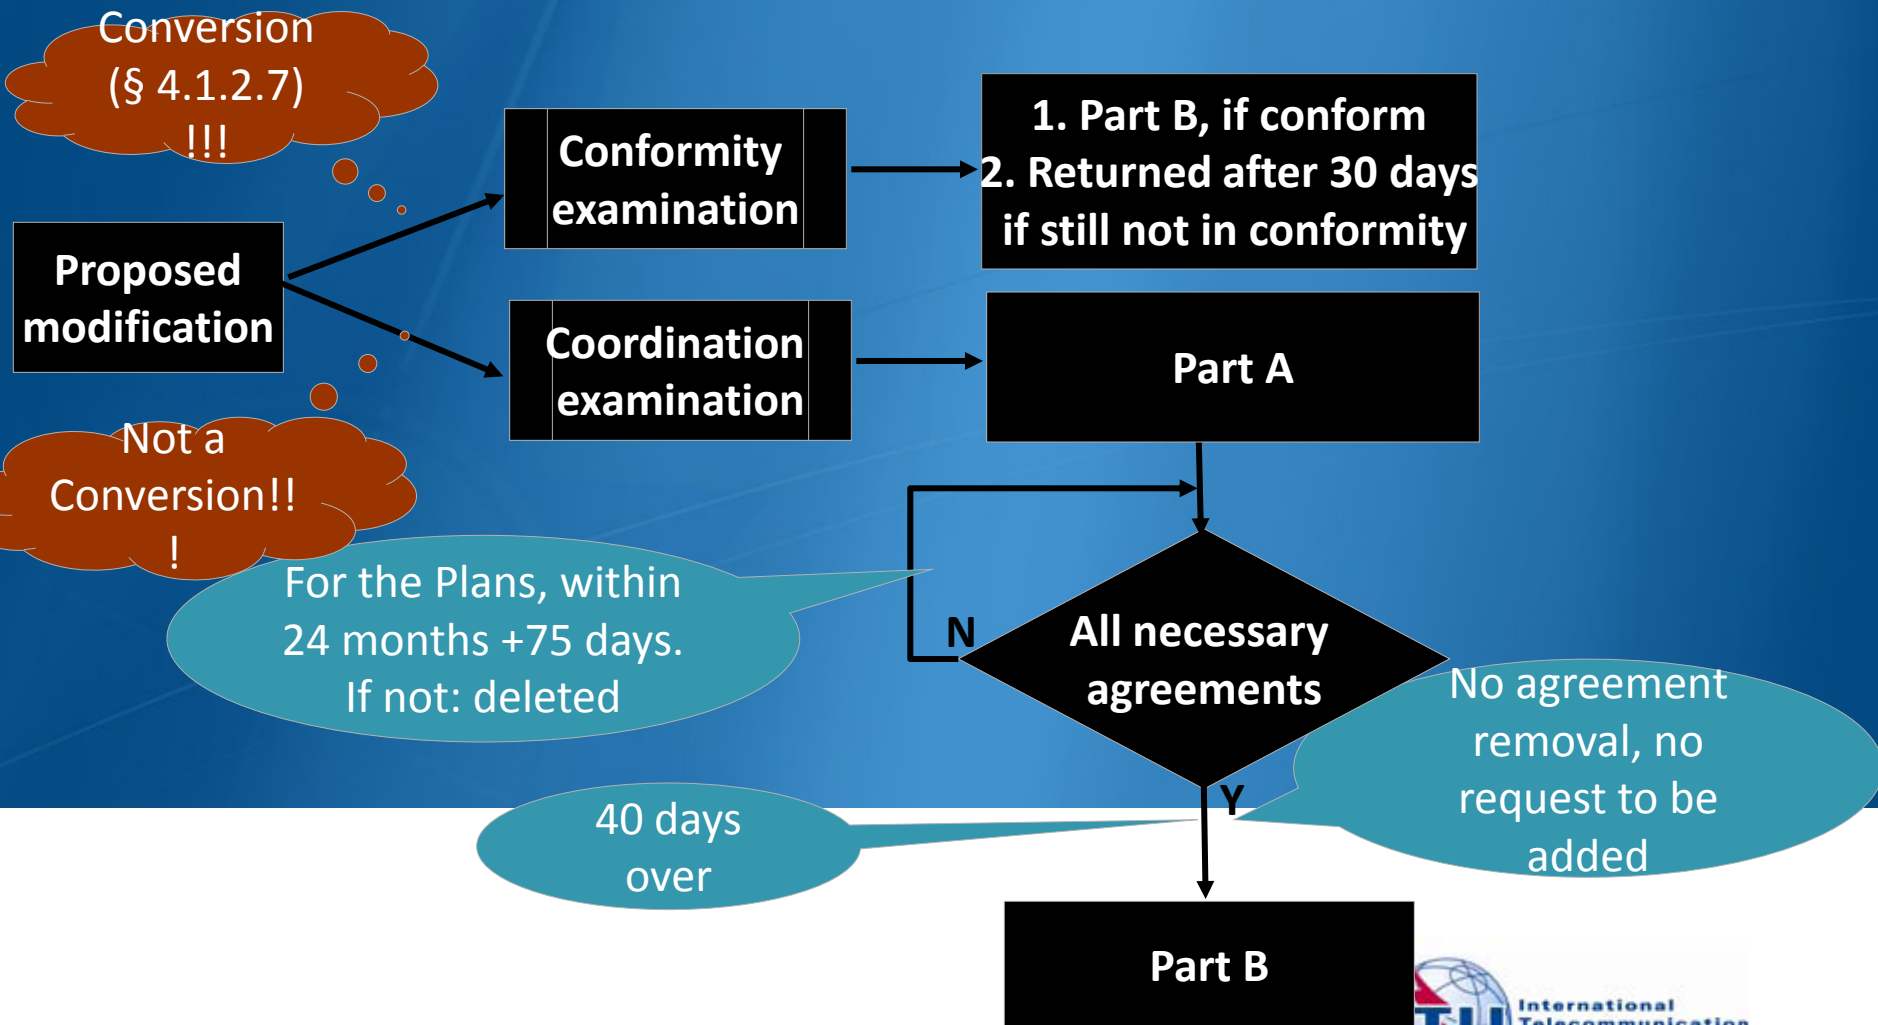 Conversion
(§ 4.1.2.7)
!!!
Conformity
examination
1. Part B, if conform
2. Returned after 30 days
if still not in conformity
Proposed
modification
Coordination
examination
Part A
Not a
Conversion!!
!
For the Plans, within
24 months +75 days.
If not: deleted
N
All necessary
agreements
No agreement
removal, no
request to be
added
Y
40 days
over
Part B
International
Telecommunication